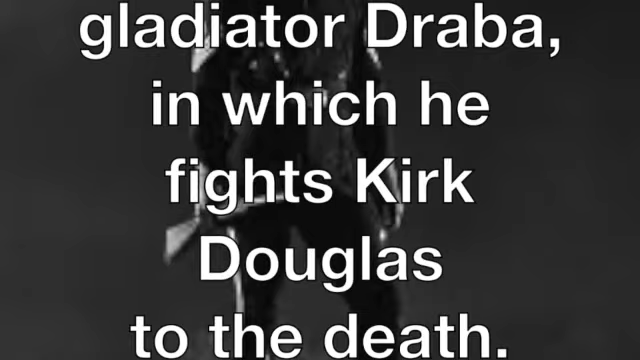 gladiator Draba,
in which he
fights Kirk
Douglas
to the death.